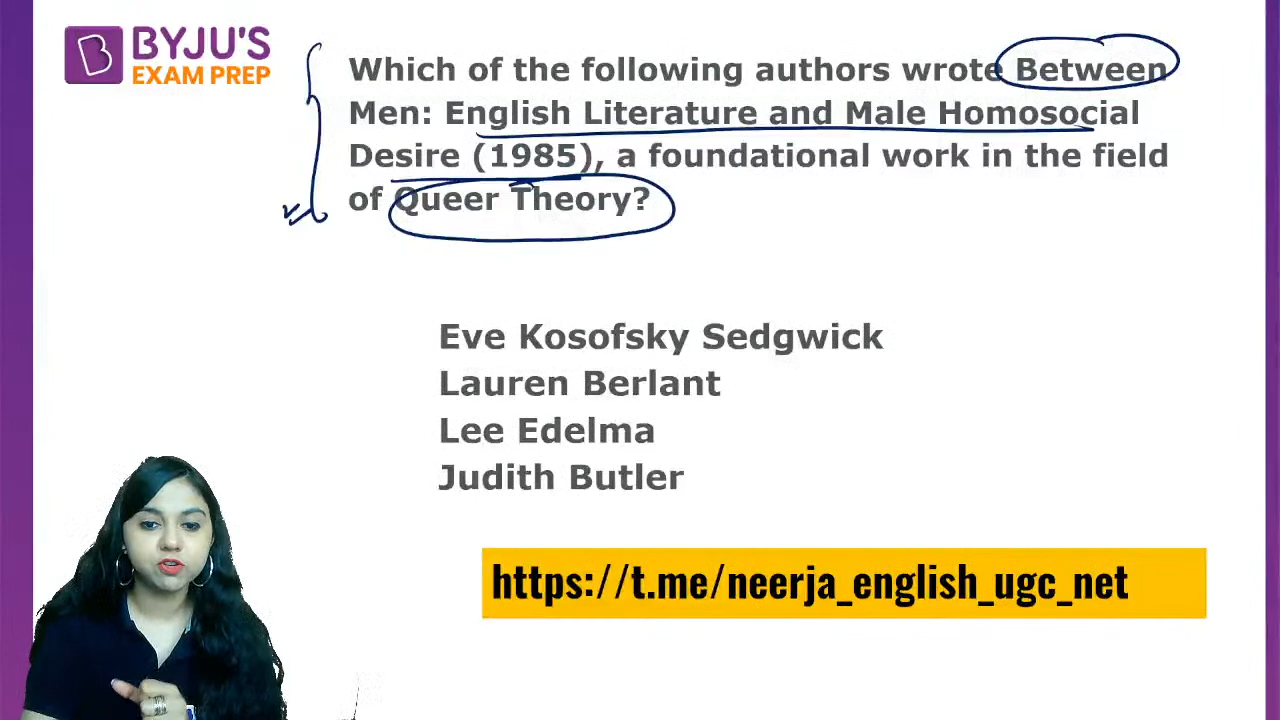 BYJU'S
EXAM PREP
Which of the following authors wrote Between
Men: English Literature and Male Homosocial
Desire (1985), a foundational work in the field
of Queer Theory?
Eve Kosofsky Sedgwick
Lauren Berlant
Lee Edelma
Judith Butler
https://t.me/neerja_english_ugc_net